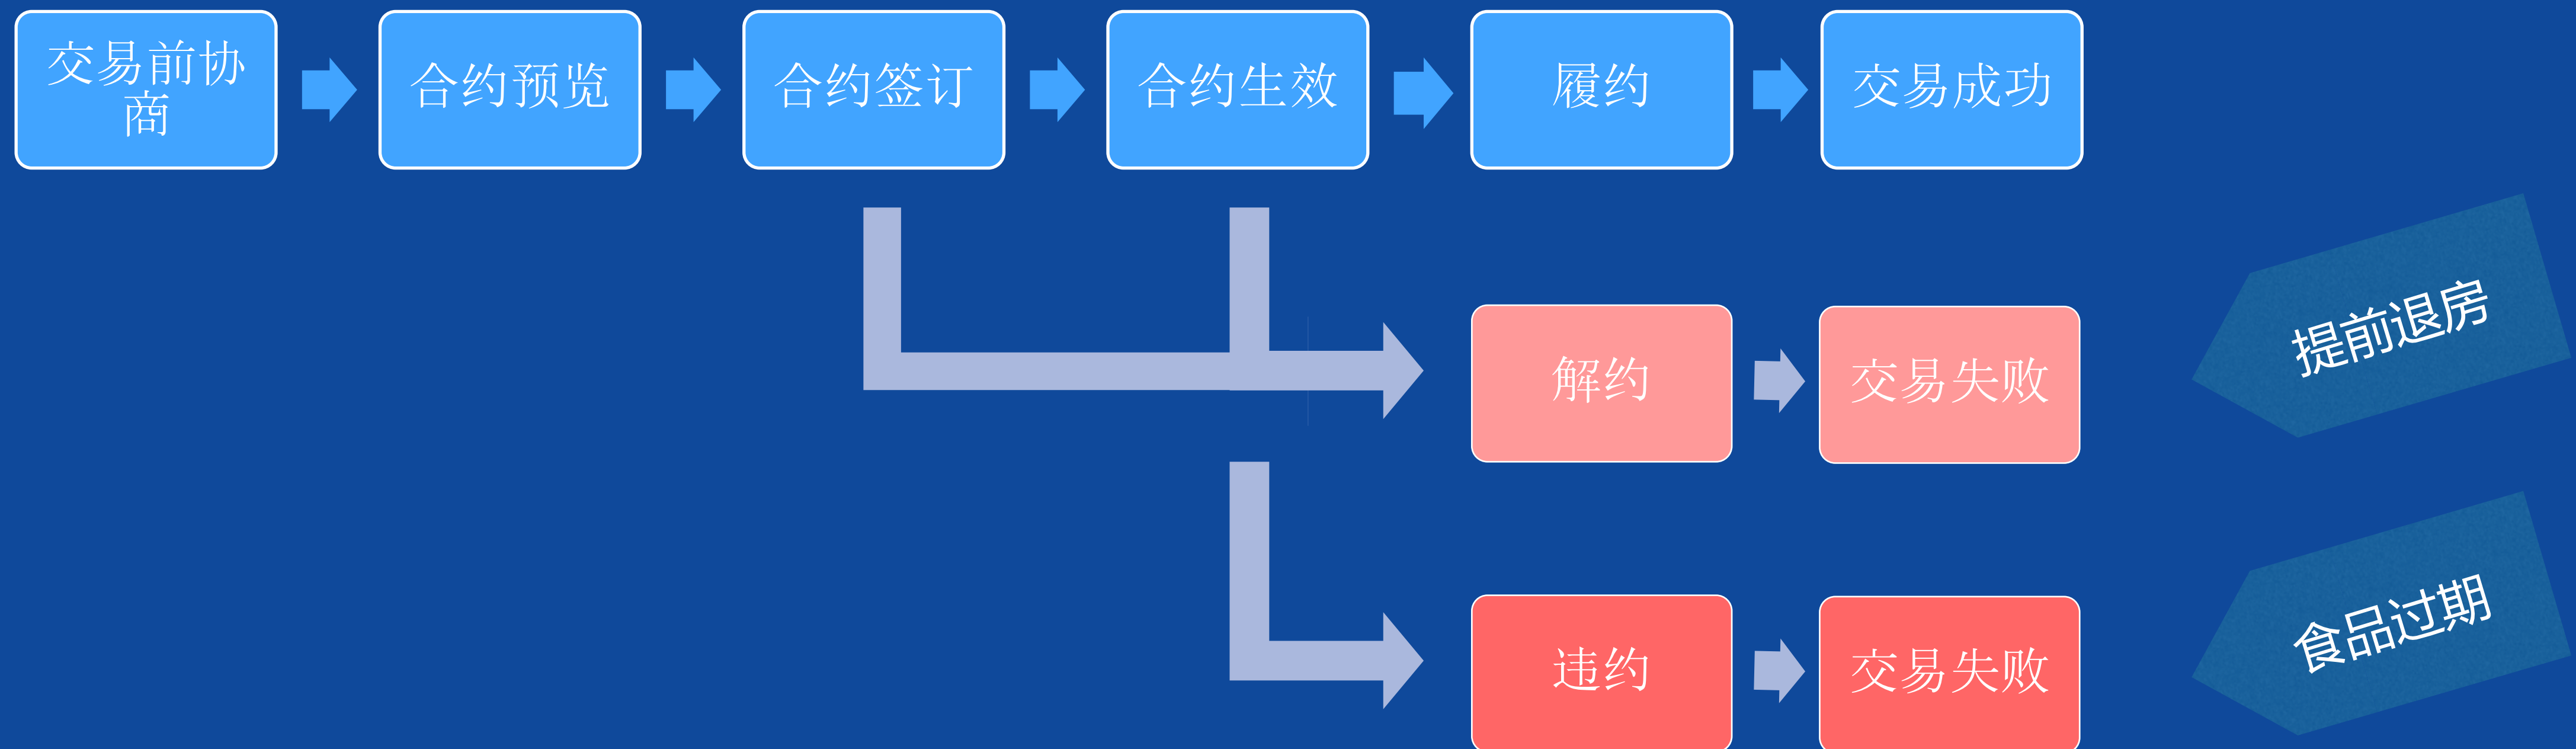 交易前协
商
合约预览
合约签订
合约生效
履约
交易成功
解约
交易失败
提前退房
违约
交易失败
食品过期